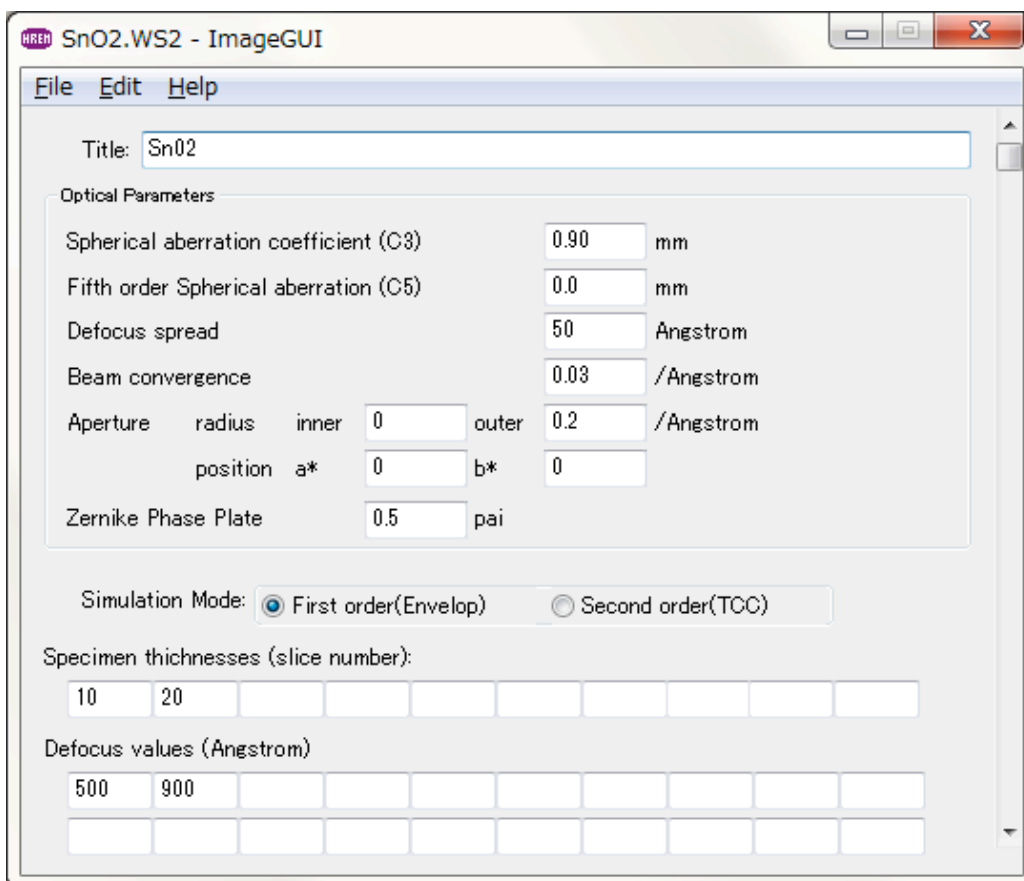 HREM SnO2.WS2 - ImageGUI
File Edit Help
Title: Sn02
Optical Parameters
Spherical aberration coefficient (C3) 0.90 mm
Fifth order Spherical aberration (C5) 0.0 mm
Defocus spread 50 Angstrom
Beam convergence 0.03 /Angstrom
Aperture radius inner 0 outer 0.2 /Angstrom
position a* 0 b* 0
Zernike Phase Plate 0.5 pai
Simulation Mode: First order(Envelop) Second order(TCC)
Specimen thichnesses (slice number):
10 20
Defocus values (Angstrom)
500 900